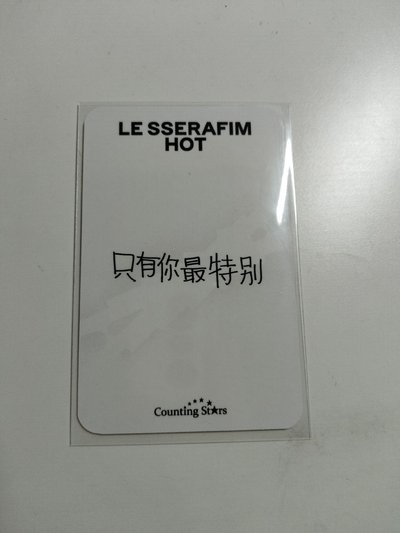 LE SSERAFIM
HOT
只有你最特别
Counting Stars